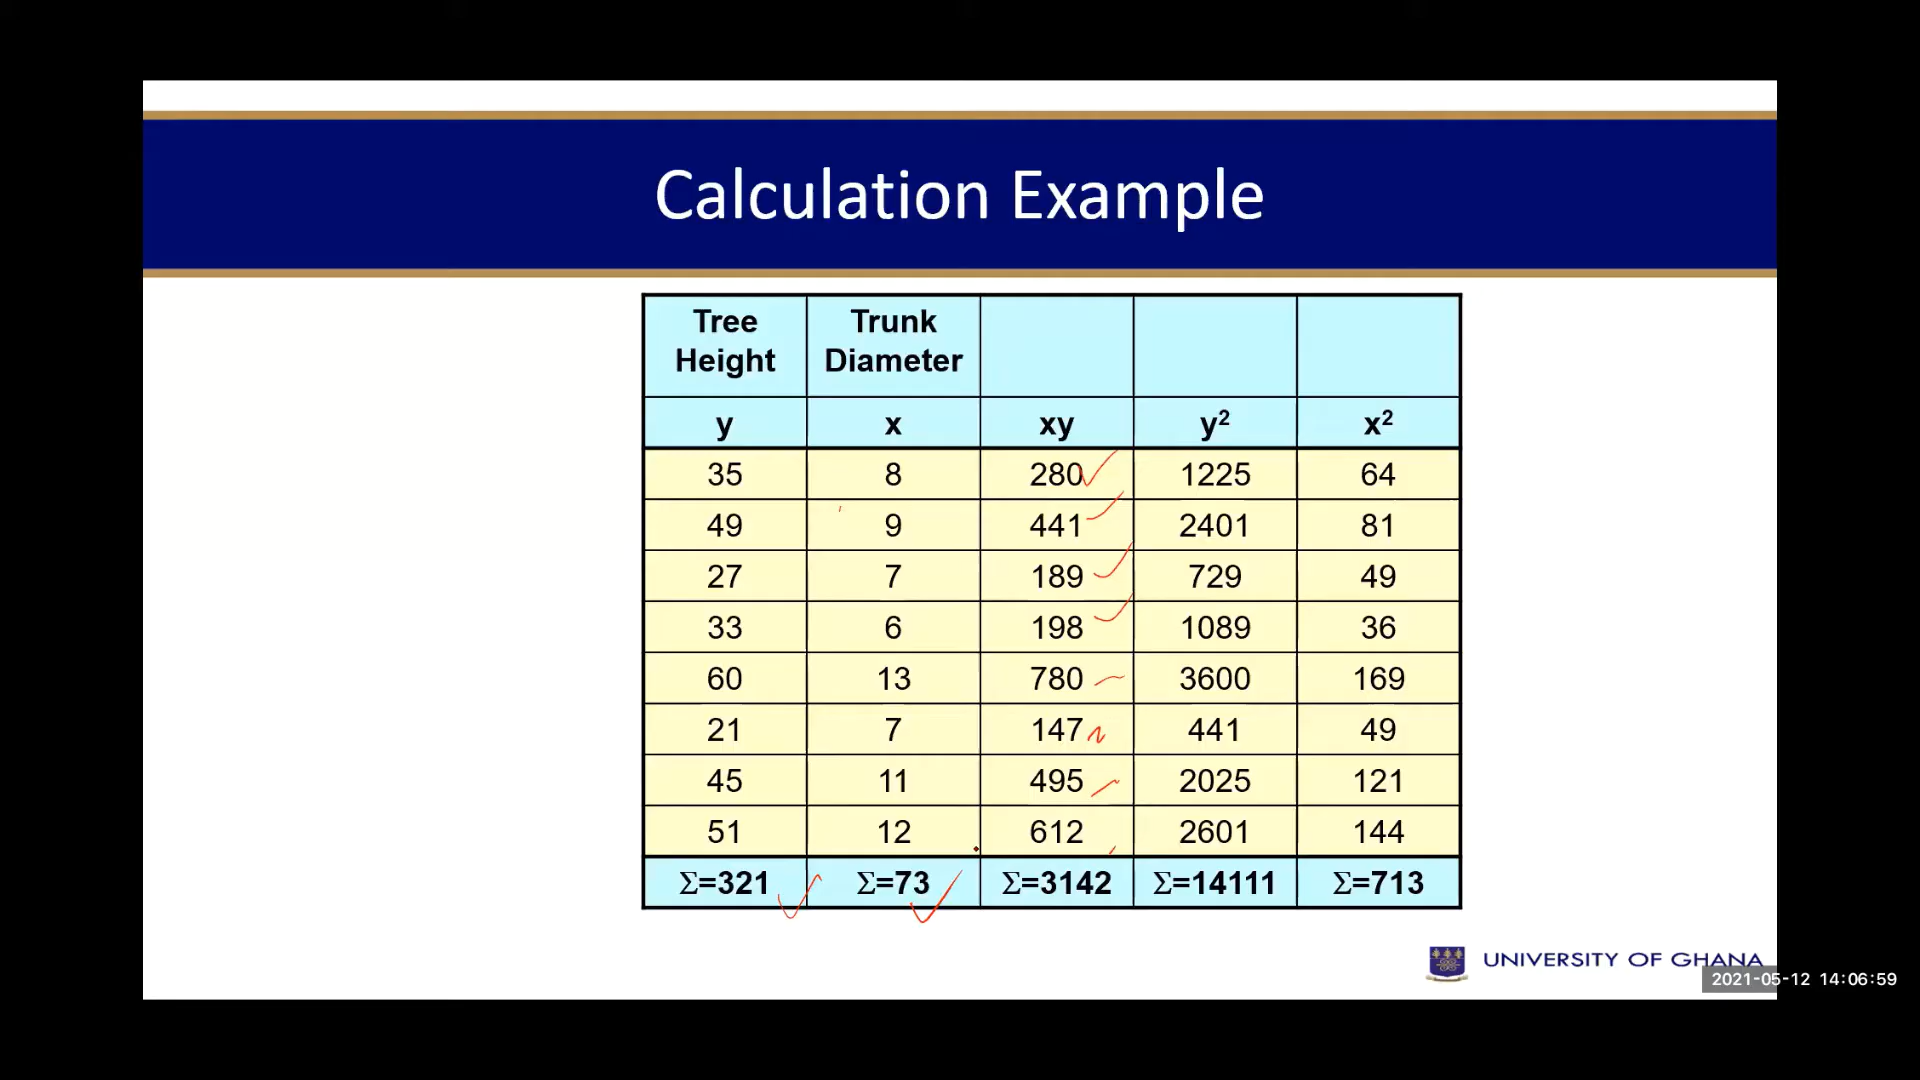 Calculation Example
Tree Height Trunk Diameter
y x xy y² x²
35 8 280 1225 64
49 9 441 2401 81
27 7 189 729 49
33 6 198 1089 36
60 13 780 3600 169
21 7 147 441 49
45 11 495 2025 121
51 12 612 2601 144
Σ=321 Σ=73 Σ=3142 Σ=14111 Σ=713
UNIVERSITY OF GHANA
2021-05-12 14:06:59